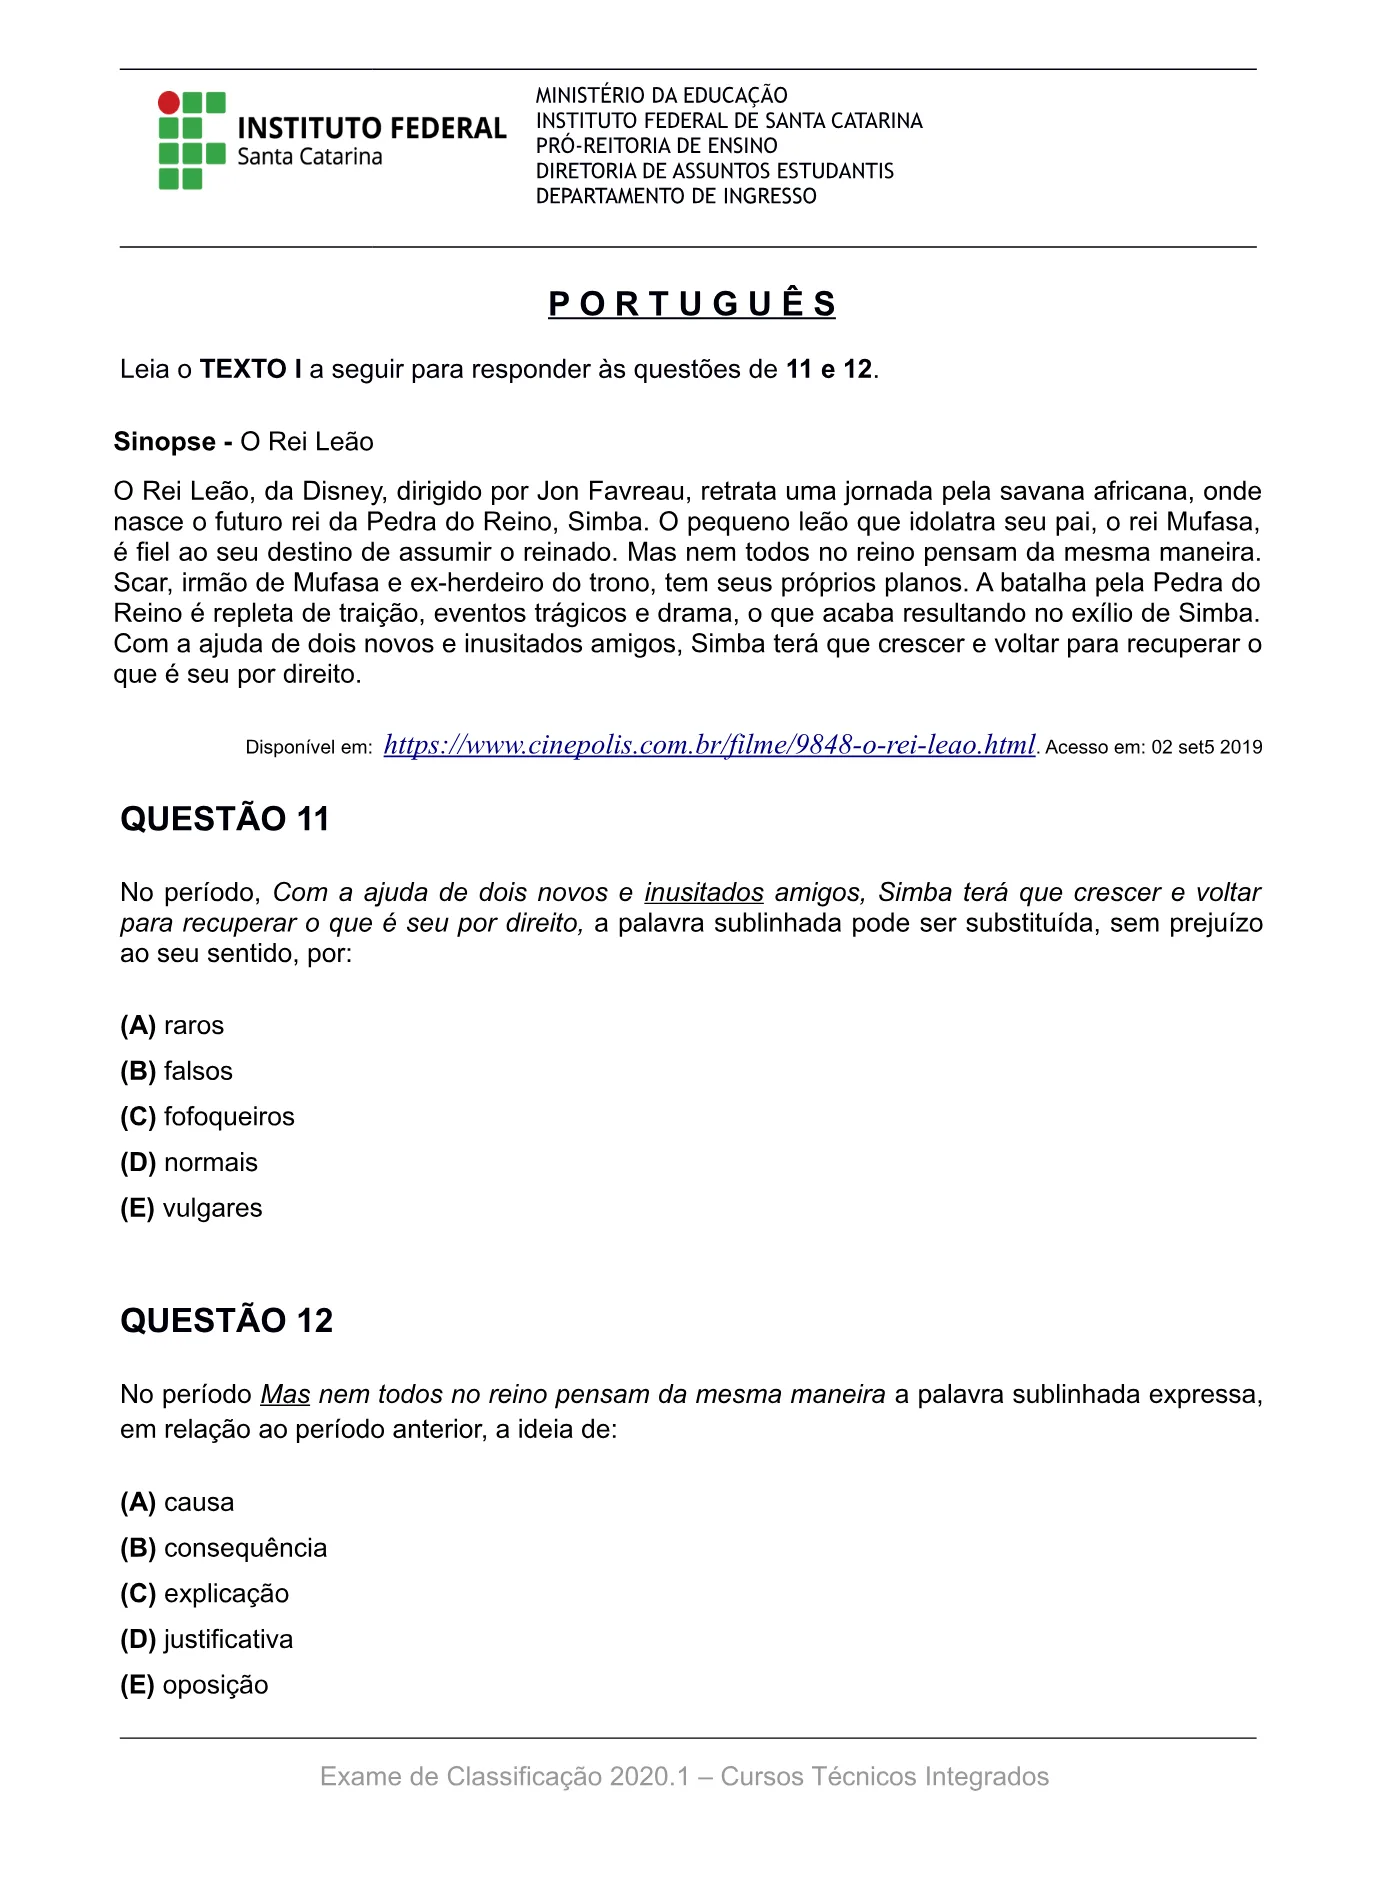 INSTITUTO FEDERAL
Santa Catarina
MINISTÉRIO DA EDUCAÇÃO
INSTITUTO FEDERAL DE SANTA CATARINA
PRÓ-REITORIA DE ENSINO
DIRETORIA DE ASSUNTOS ESTUDANTIS
DEPARTAMENTO DE INGRESSO
P O R T U G U Ê S
Leia o TEXTO I a seguir para responder às questões de 11 e 12.
Sinopse - O Rei Leão
O Rei Leão, da Disney, dirigido por Jon Favreau, retrata uma jornada pela savana africana, onde
nasce o futuro rei da Pedra do Reino, Simba. O pequeno leão que idolatra seu pai, o rei Mufasa,
é fiel ao seu destino de assumir o reinado. Mas nem todos no reino pensam da mesma maneira.
Scar, irmão de Mufasa e ex-herdeiro do trono, tem seus próprios planos. A batalha pela Pedra do
Reino é repleta de traição, eventos trágicos e drama, o que acaba resultando no exílio de Simba.
Com a ajuda de dois novos e inusitados amigos, Simba terá que crescer e voltar para recuperar o
que é seu por direito.
Disponível em: https://www.cinepolis.com.br/filme/9848-o-rei-leao.html. Acesso em: 02 set5 2019
QUESTÃO 11
No período, Com a ajuda de dois novos e inusitados amigos, Simba terá que crescer e voltar
para recuperar o que é seu por direito, a palavra sublinhada pode ser substituída, sem prejuízo
ao seu sentido, por:
(A) raros
(B) falsos
(C) fofoqueiros
(D) normais
(E) vulgares
QUESTÃO 12
No período Mas nem todos no reino pensam da mesma maneira a palavra sublinhada expressa,
em relação ao período anterior, a ideia de:
(A) causa
(B) consequência
(C) explicação
(D) justificativa
(E) oposição
Exame de Classificação 2020.1 – Cursos Técnicos Integrados